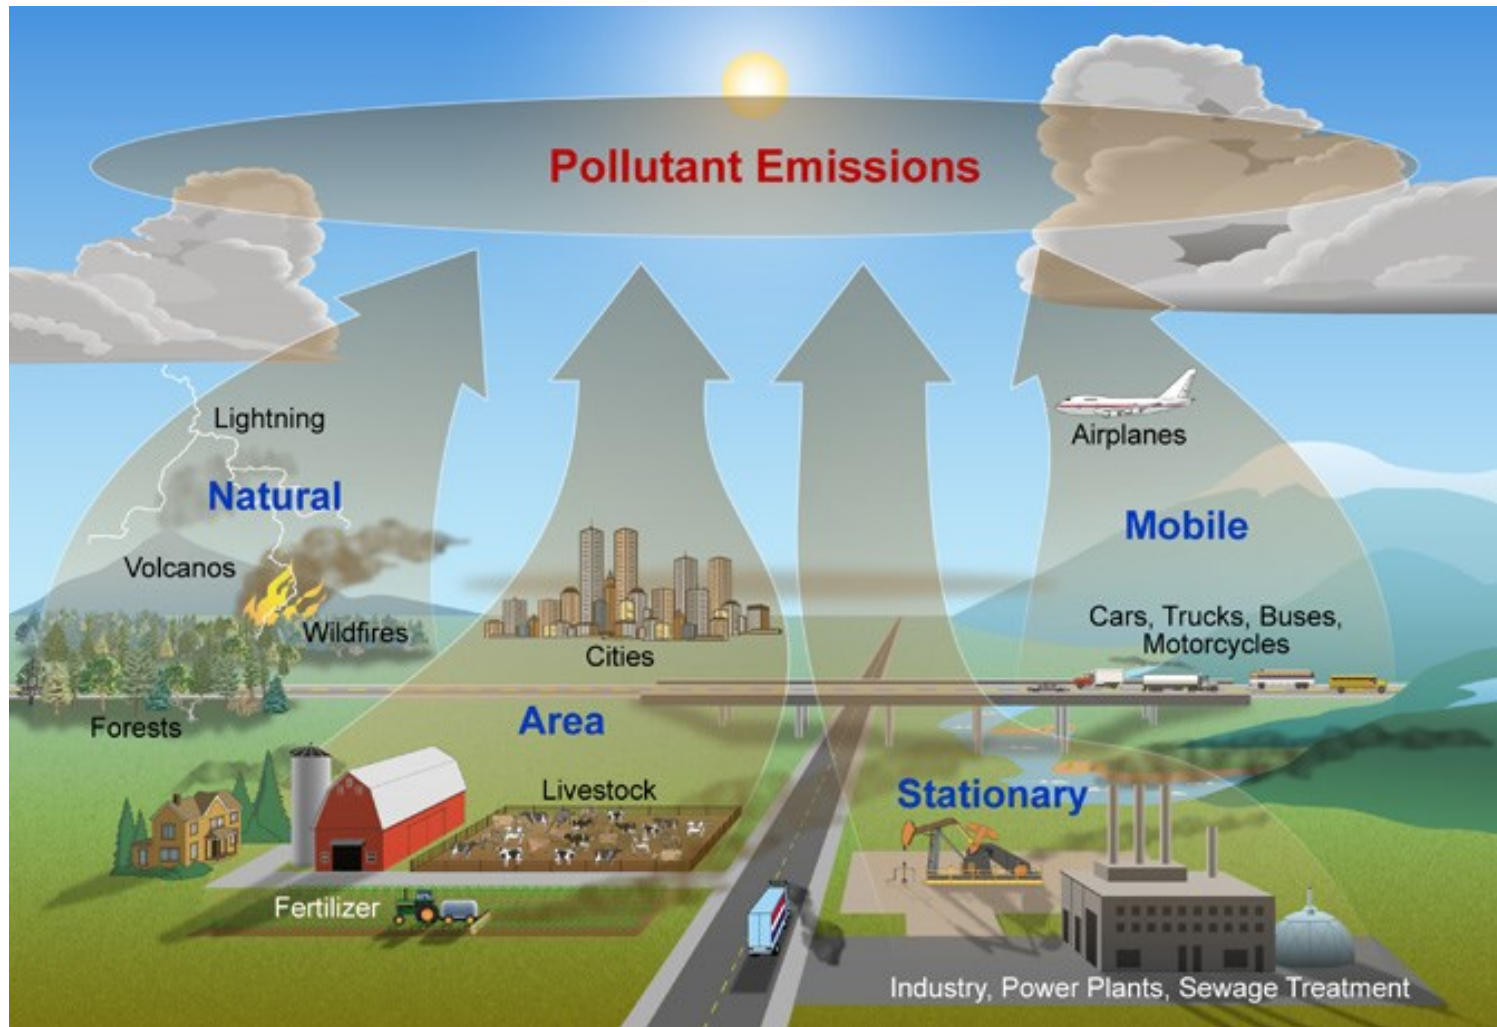 Pollutant Emissions
Lightning
Natural
Volcanos
Wildfires
Forests
Cities
Area
Livestock
Fertilizer
Airplanes
Mobile
Cars, Trucks, Buses,
Motorcycles
Stationary
Industry, Power Plants, Sewage Treatment